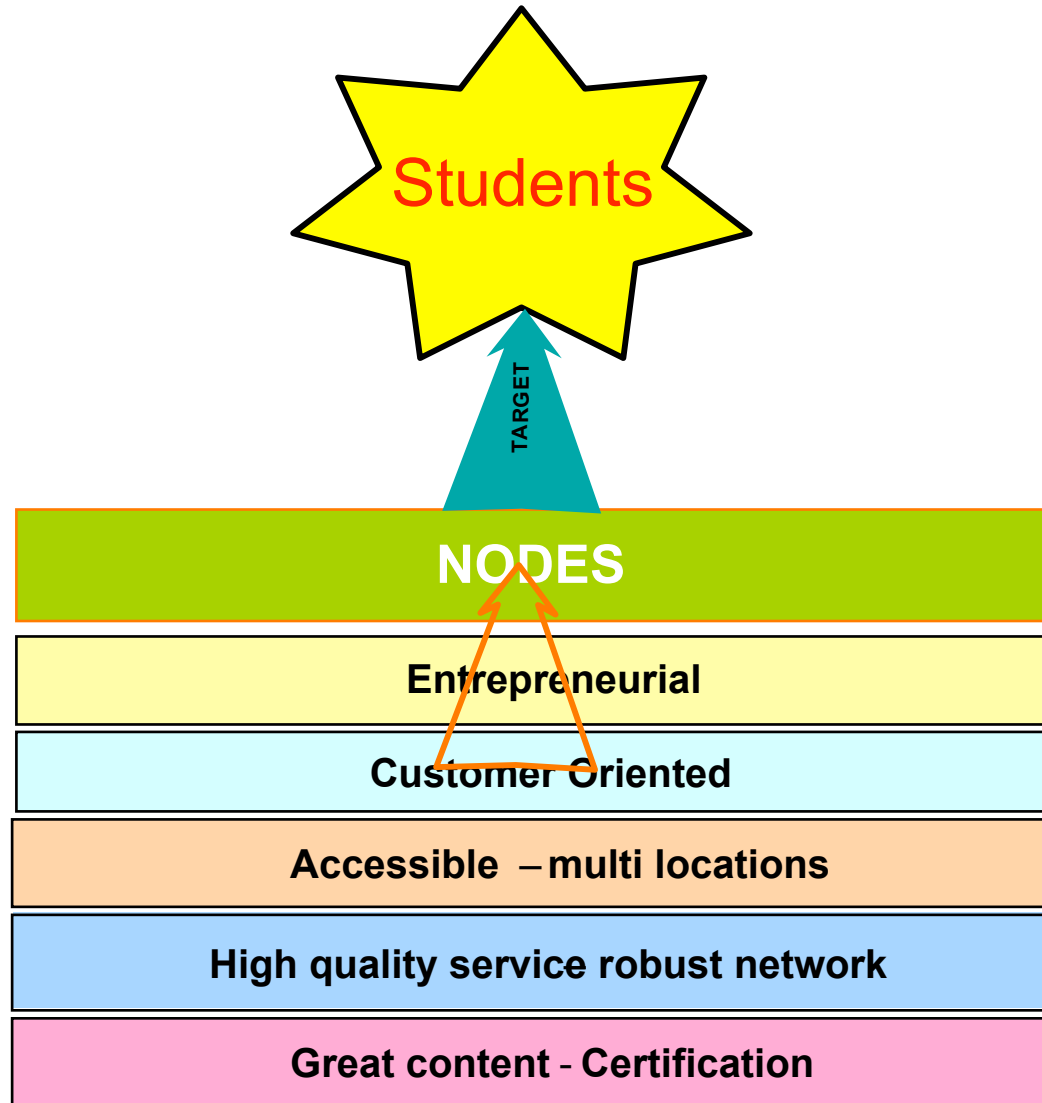 Students
TARGET
NODES
Entrepreneurial
Customer Oriented
Accessible – multi locations
High quality service- robust network
Great content - Certification